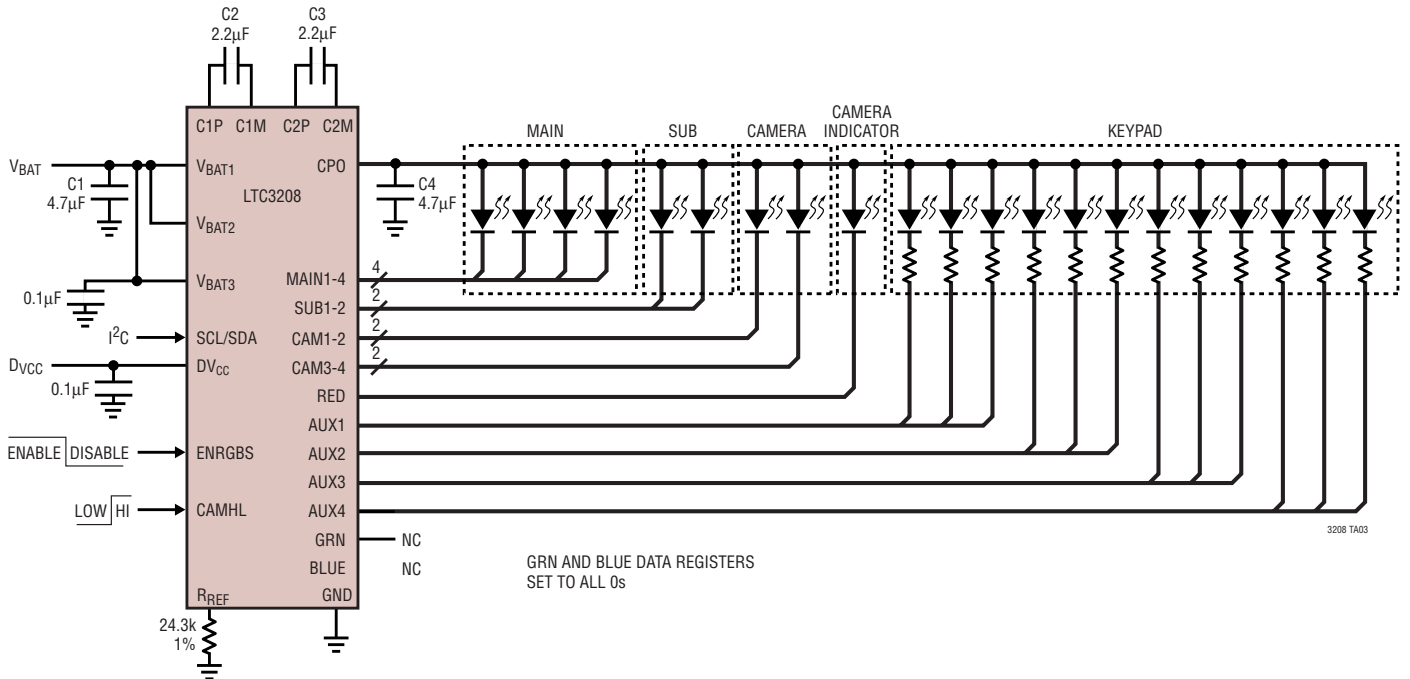 C2
2.2µF
C3
2.2µF
C1P C1M C2P C2M
VBAT
C1
4.7µF
0.1µF
I2C
DVCC
0.1µF
ENABLE DISABLE
LOW HI
VBAT1
LTC3208
VBAT2
VBAT3
SCL/SDA
DVCC
ENRGBS
CAMHL
RREF
24.3k
1%
CPO
MAIN1-4
SUB1-2
CAM1-2
CAM3-4
RED
AUX1
AUX2
AUX3
AUX4
GRN
BLUE
GND
C4
4.7µF
4
2
2
2
NC
NC
MAIN
SUB
CAMERA
CAMERA
INDICATOR
KEYPAD
GRN AND BLUE DATA REGISTERS
SET TO ALL 0s
3208 TA03